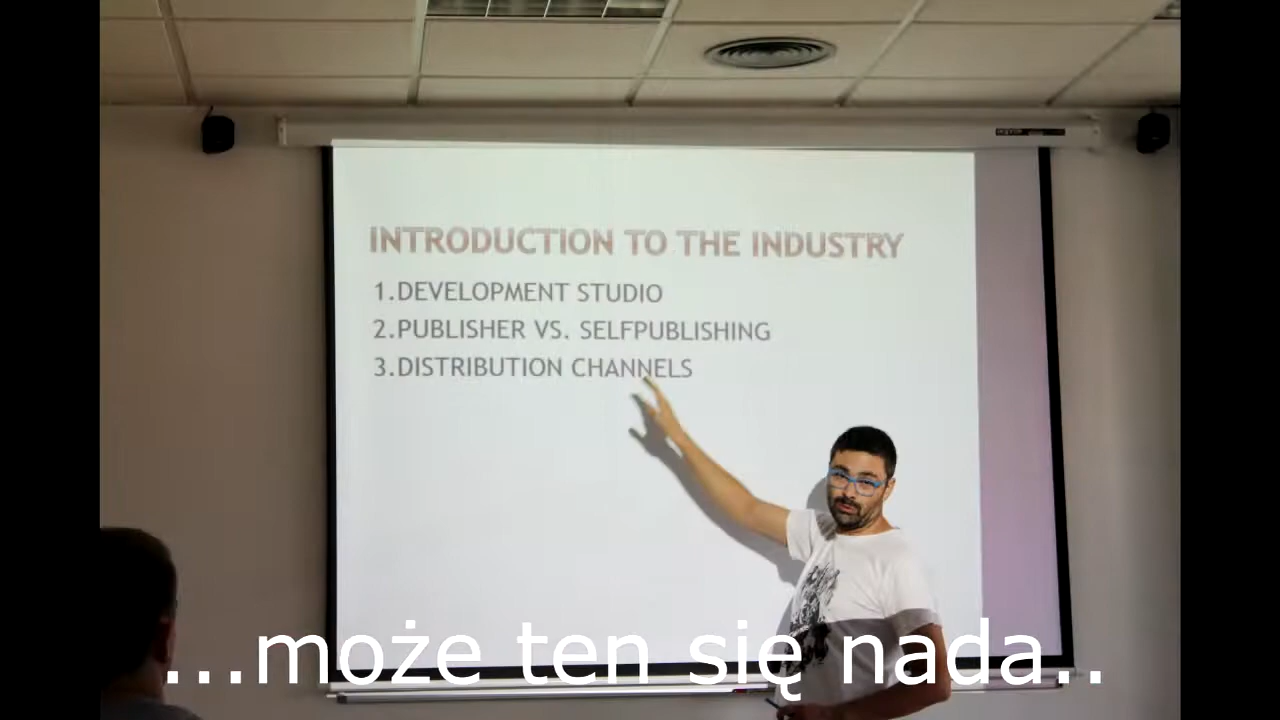 INTRODUCTION TO THE INDUSTRY
1.DEVELOPMENT STUDIO
2.PUBLISHER VS. SELFPUBLISHING
3.DISTRIBUTION CHANNELS
...może ten się nada..